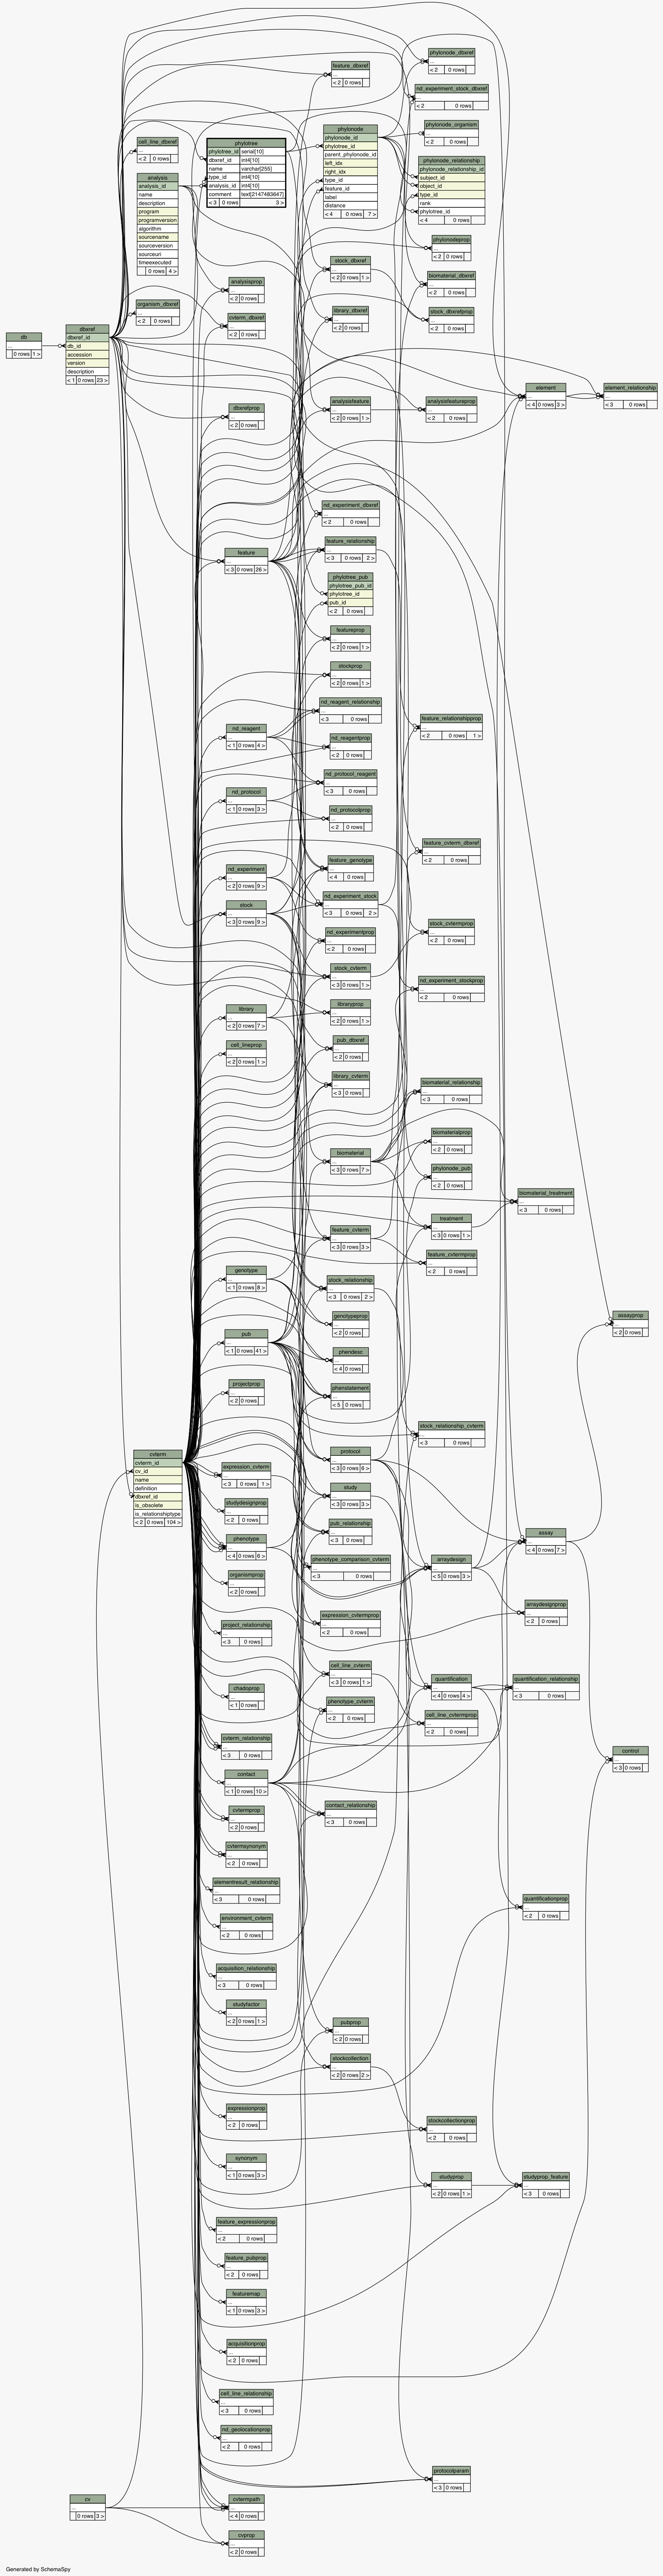 phylonode_dbxref
...
< 2 0 rows
feature_dbxref
...
< 2 0 rows
nd_experiment_stock_dbxref
...
< 2 0 rows
phylonode_organism
...
< 2 0 rows
cell_line_dbxref
...
< 2 0 rows
phylotree
phylotree_id serial[10]
dbxref_id int4[10]
name varchar[255]
type_id int4[10]
analysis_id int4[10]
comment text[2147483647]
< 3 0 rows 3 >
phylonode
phylonode_id
phylotree_id
parent_phylonode_id
left_idx
right_idx
type_id
feature_id
label
distance
< 4 0 rows 7 >
phylonode_relationship
phylonode_relationship_id
subject_id
object_id
type_id
rank
phylotree_id
< 4 0 rows
analysis
analysis_id
name
description
program
programversion
algorithm
sourcename
sourceversion
sourceuri
timeexecuted
0 rows 4 >
phylonodeprop
...
< 2 0 rows
stock_dbxref
...
< 2 0 rows 1 >
biomaterial_dbxref
...
< 2 0 rows
analysisprop
...
< 2 0 rows
organism_dbxref
...
< 2 0 rows
library_dbxref
...
< 2 0 rows
stock_dbxrefprop
...
< 2 0 rows
cvterm_dbxref
...
< 2 0 rows
db
...
0 rows 1 >
dbxref
dbxref_id
db_id
accession
version
description
< 1 0 rows 23 >
element
...
< 4 0 rows 3 >
element_relationship
...
< 3 0 rows
dbxrefprop
...
< 2 0 rows
analysisfeature
...
< 2 0 rows 1 >
analysisfeatureprop
...
< 2 0 rows
nd_experiment_dbxref
...
< 2 0 rows
feature_relationship
...
< 3 0 rows 2 >
feature
...
< 3 0 rows 26 >
phylotree_pub
phylotree_pub_id
phylotree_id
pub_id
< 2 0 rows
featureprop
...
< 2 0 rows 1 >
stockprop
...
< 2 0 rows 1 >
nd_reagent_relationship
...
< 3 0 rows
feature_relationshipprop
...
< 2 0 rows 1 >
nd_reagent
...
< 1 0 rows 4 >
nd_reagentprop
...
< 2 0 rows
nd_protocol_reagent
...
< 3 0 rows
nd_protocol
...
< 1 0 rows 3 >
nd_protocolprop
...
< 2 0 rows
feature_cvterm_dbxref
...
< 2 0 rows
feature_genotype
...
< 4 0 rows
nd_experiment
...
< 2 0 rows 9 >
nd_experiment_stock
...
< 3 0 rows 2 >
stock
...
< 3 0 rows 9 >
stock_cvtermprop
...
< 2 0 rows
nd_experimentprop
...
< 2 0 rows
stock_cvterm
...
< 3 0 rows 1 >
nd_experiment_stockprop
...
< 2 0 rows
library
...
< 2 0 rows 7 >
libraryprop
...
< 2 0 rows 1 >
cell_lineprop
...
< 2 0 rows 1 >
pub_dbxref
...
< 2 0 rows
library_cvterm
...
< 3 0 rows
biomaterial_relationship
...
< 3 0 rows
biomaterial
...
< 3 0 rows 7 >
biomaterialprop
...
< 2 0 rows
phylonode_pub
...
< 2 0 rows
biomaterial_treatment
...
< 3 0 rows
feature_cvterm
...
< 3 0 rows 3 >
treatment
...
< 3 0 rows 1 >
feature_cvtermprop
...
< 2 0 rows
genotype
...
< 1 0 rows 8 >
stock_relationship
...
< 3 0 rows 2 >
genotypeprop
...
< 2 0 rows
assayprop
...
< 2 0 rows
pub
...
< 1 0 rows 41 >
phendesc
...
< 4 0 rows
projectprop
...
< 2 0 rows
phenstatement
...
< 5 0 rows
stock_relationship_cvterm
...
< 3 0 rows
cvterm
cvterm_id
cv_id
name
definition
dbxref_id
is_obsolete
is_relationshiptype
< 2 0 rows 104 >
protocol
...
< 3 0 rows 6 >
expression_cvterm
...
< 3 0 rows 1 >
study
...
< 3 0 rows 3 >
studydesignprop
...
< 2 0 rows
pub_relationship
...
< 3 0 rows
phenotype
...
< 4 0 rows 6 >
assay
...
< 4 0 rows 7 >
phenotype_comparison_cvterm
...
< 3 0 rows
arraydesign
...
< 5 0 rows 3 >
organismprop
...
< 2 0 rows
arraydesignprop
...
< 2 0 rows
expression_cvtermprop
...
< 2 0 rows
project_relationship
...
< 3 0 rows
cell_line_cvterm
...
< 3 0 rows 1 >
quantification
...
< 4 0 rows 4 >
quantification_relationship
...
< 3 0 rows
chadoprop
...
< 1 0 rows
phenotype_cvterm
...
< 2 0 rows
cell_line_cvtermprop
...
< 2 0 rows
cvterm_relationship
...
< 3 0 rows
control
...
< 3 0 rows
contact
...
< 1 0 rows 10 >
contact_relationship
...
< 3 0 rows
cvtermprop
...
< 2 0 rows
cvtermsynonym
...
< 2 0 rows
elementresult_relationship
...
< 3 0 rows
quantificationprop
...
< 2 0 rows
environment_cvterm
...
< 2 0 rows
acquisition_relationship
...
< 3 0 rows
studyfactor
...
< 2 0 rows 1 >
pubprop
...
< 2 0 rows
stockcollection
...
< 2 0 rows 2 >
expressionprop
...
< 2 0 rows
stockcollectionprop
...
< 2 0 rows
synonym
...
< 1 0 rows 3 >
studyprop
...
< 2 0 rows 1 >
studyprop_feature
...
< 3 0 rows
feature_expressionprop
...
< 2 0 rows
feature_pubprop
...
< 2 0 rows
featuremap
...
< 1 0 rows 3 >
acquisitionprop
...
< 2 0 rows
cell_line_relationship
...
< 3 0 rows
nd_geolocationprop
...
< 2 0 rows
protocolparam
...
< 3 0 rows
cv
...
0 rows 3 >
cvtermpath
...
< 4 0 rows
cvprop
...
< 2 0 rows
Generated by SchemaSpy